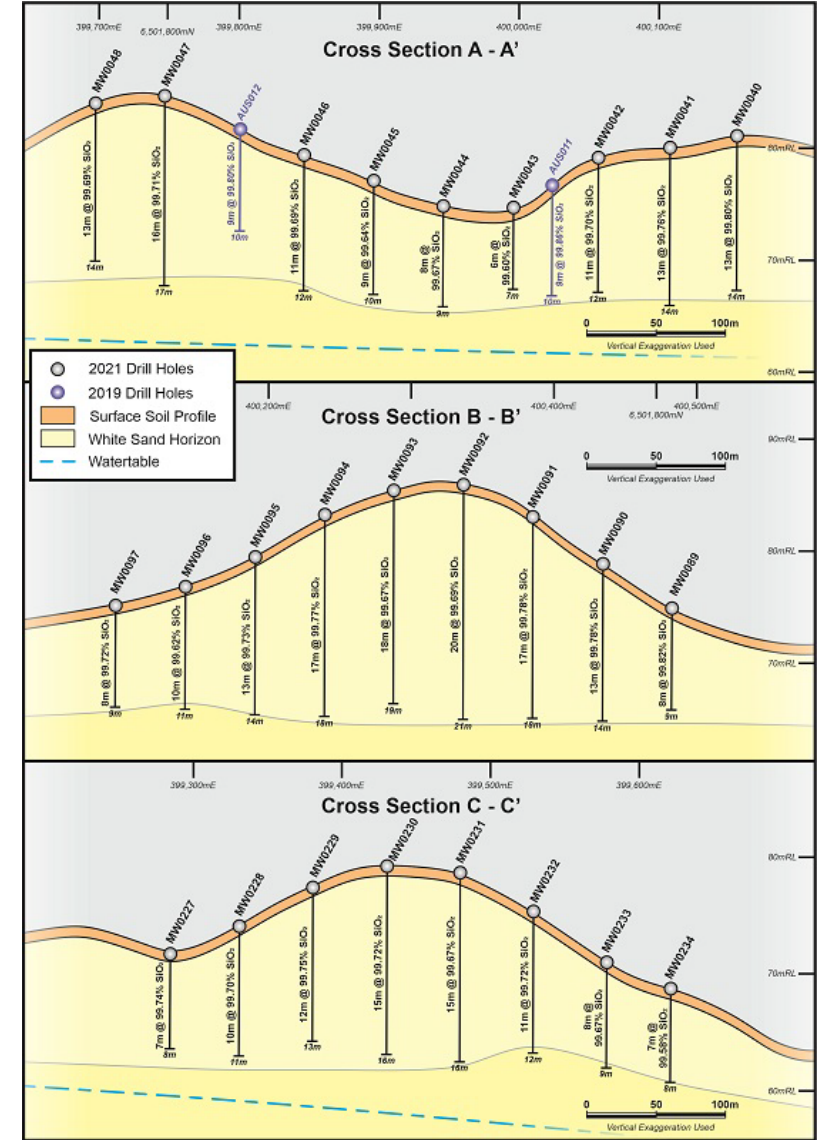 399,700mE
6,501,800mN
399,800mE
399,900mE
400,000mE
400,100mE
Cross Section A - A'
MW0048
MW0047
AUS012
MW0046
MW0045
MW0044
MW0043
AUS011
MW0042
MW0041
MW0040
80mRL
13m @ 99.69% SiO₂
16m @ 99.71% SiO₂
9m @ 99.80% SiO₂
11m @ 99.69% SiO₂
9m @ 99.64% SiO₂
8m @
99.67% SiO₂
6m @
99.60% SiO₂
9m @ 99.86% SiO₂
11m @ 99.70% SiO₂
13m @ 99.76% SiO₂
13m @ 99.80% SiO₂
14m
17m
10m
12m
10m
9m
7m
10m
12m
14m
14m
70mRL
0 50 100m
Vertical Exaggeration Used
60mRL
2021 Drill Holes
2019 Drill Holes
Surface Soil Profile
White Sand Horizon
Watertable
400,200mE
400,400mE
6,501,800mN
400,500mE
Cross Section B - B'
90mRL
0 50 100m
Vertical Exaggeration Used
MW0097
MW0096
MW0095
MW0094
MW0093
MW0092
MW0091
MW0090
MW0089
80mRL
8m @ 99.72% SiO₂
10m @ 99.62% SiO₂
13m @ 99.73% SiO₂
17m @ 99.77% SiO₂
18m @ 99.67% SiO₂
20m @ 99.69% SiO₂
17m @ 99.78% SiO₂
13m @ 99.78% SiO₂
8m @ 99.82% SiO₂
70mRL
9m
11m
14m
18m
19m
21m
18m
14m
9m
399,300mE
399,400mE
399,500mE
399,600mE
Cross Section C - C'
80mRL
MW0227
MW0228
MW0229
MW0230
MW0231
MW0232
MW0233
MW0234
7m @ 99.74% SiO₂
10m @ 99.70% SiO₂
12m @ 99.75% SiO₂
15m @ 99.72% SiO₂
15m @ 99.67% SiO₂
11m @ 99.72% SiO₂
8m @
99.67% SiO₂
7m @
99.58% SiO₂
70mRL
8m
11m
13m
16m
16m
12m
9m
8m
60mRL
0 50 100m
Vertical Exaggeration Used